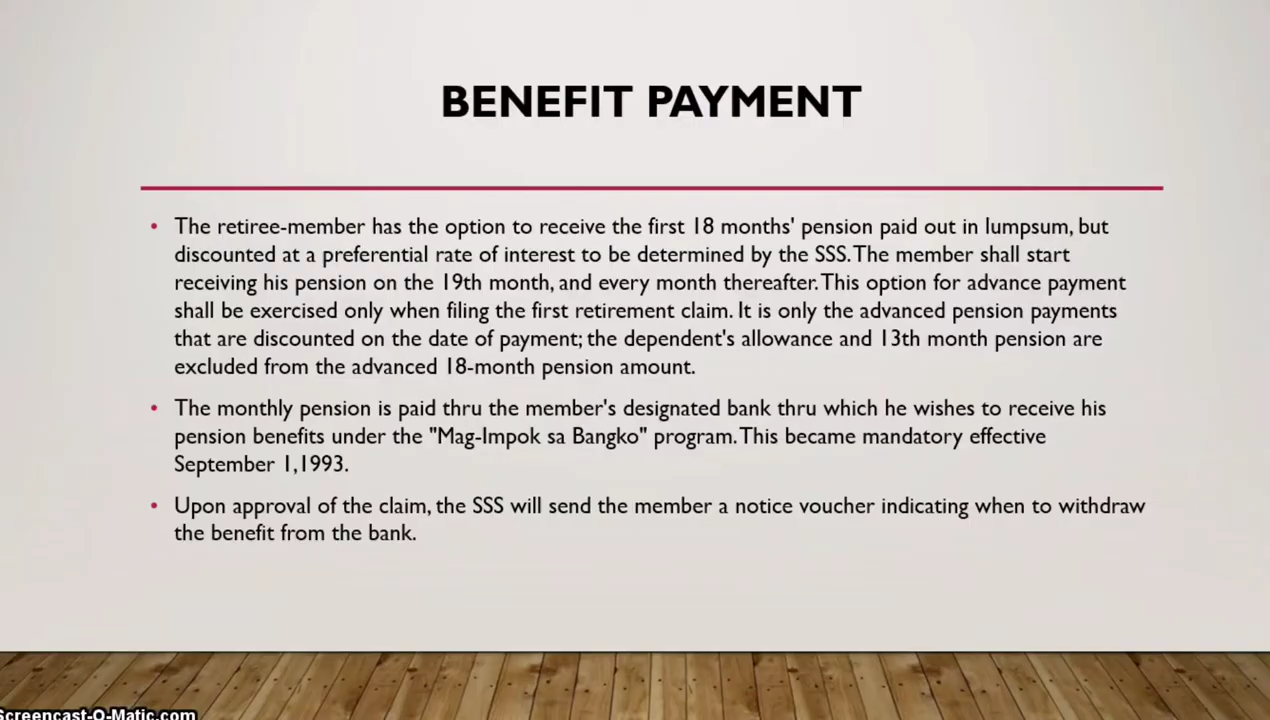 BENEFIT PAYMENT
• The retiree-member has the option to receive the first 18 months' pension paid out in lumpsum, but
discounted at a preferential rate of interest to be determined by the SSS. The member shall start
receiving his pension on the 19th month, and every month thereafter. This option for advance payment
shall be exercised only when filing the first retirement claim. It is only the advanced pension payments
that are discounted on the date of payment; the dependent's allowance and 13th month pension are
excluded from the advanced 18-month pension amount.
• The monthly pension is paid thru the member's designated bank thru which he wishes to receive his
pension benefits under the "Mag-Impok sa Bangko" program. This became mandatory effective
September 1,1993.
• Upon approval of the claim, the SSS will send the member a notice voucher indicating when to withdraw
the benefit from the bank.
Screencast-O-Matic.com